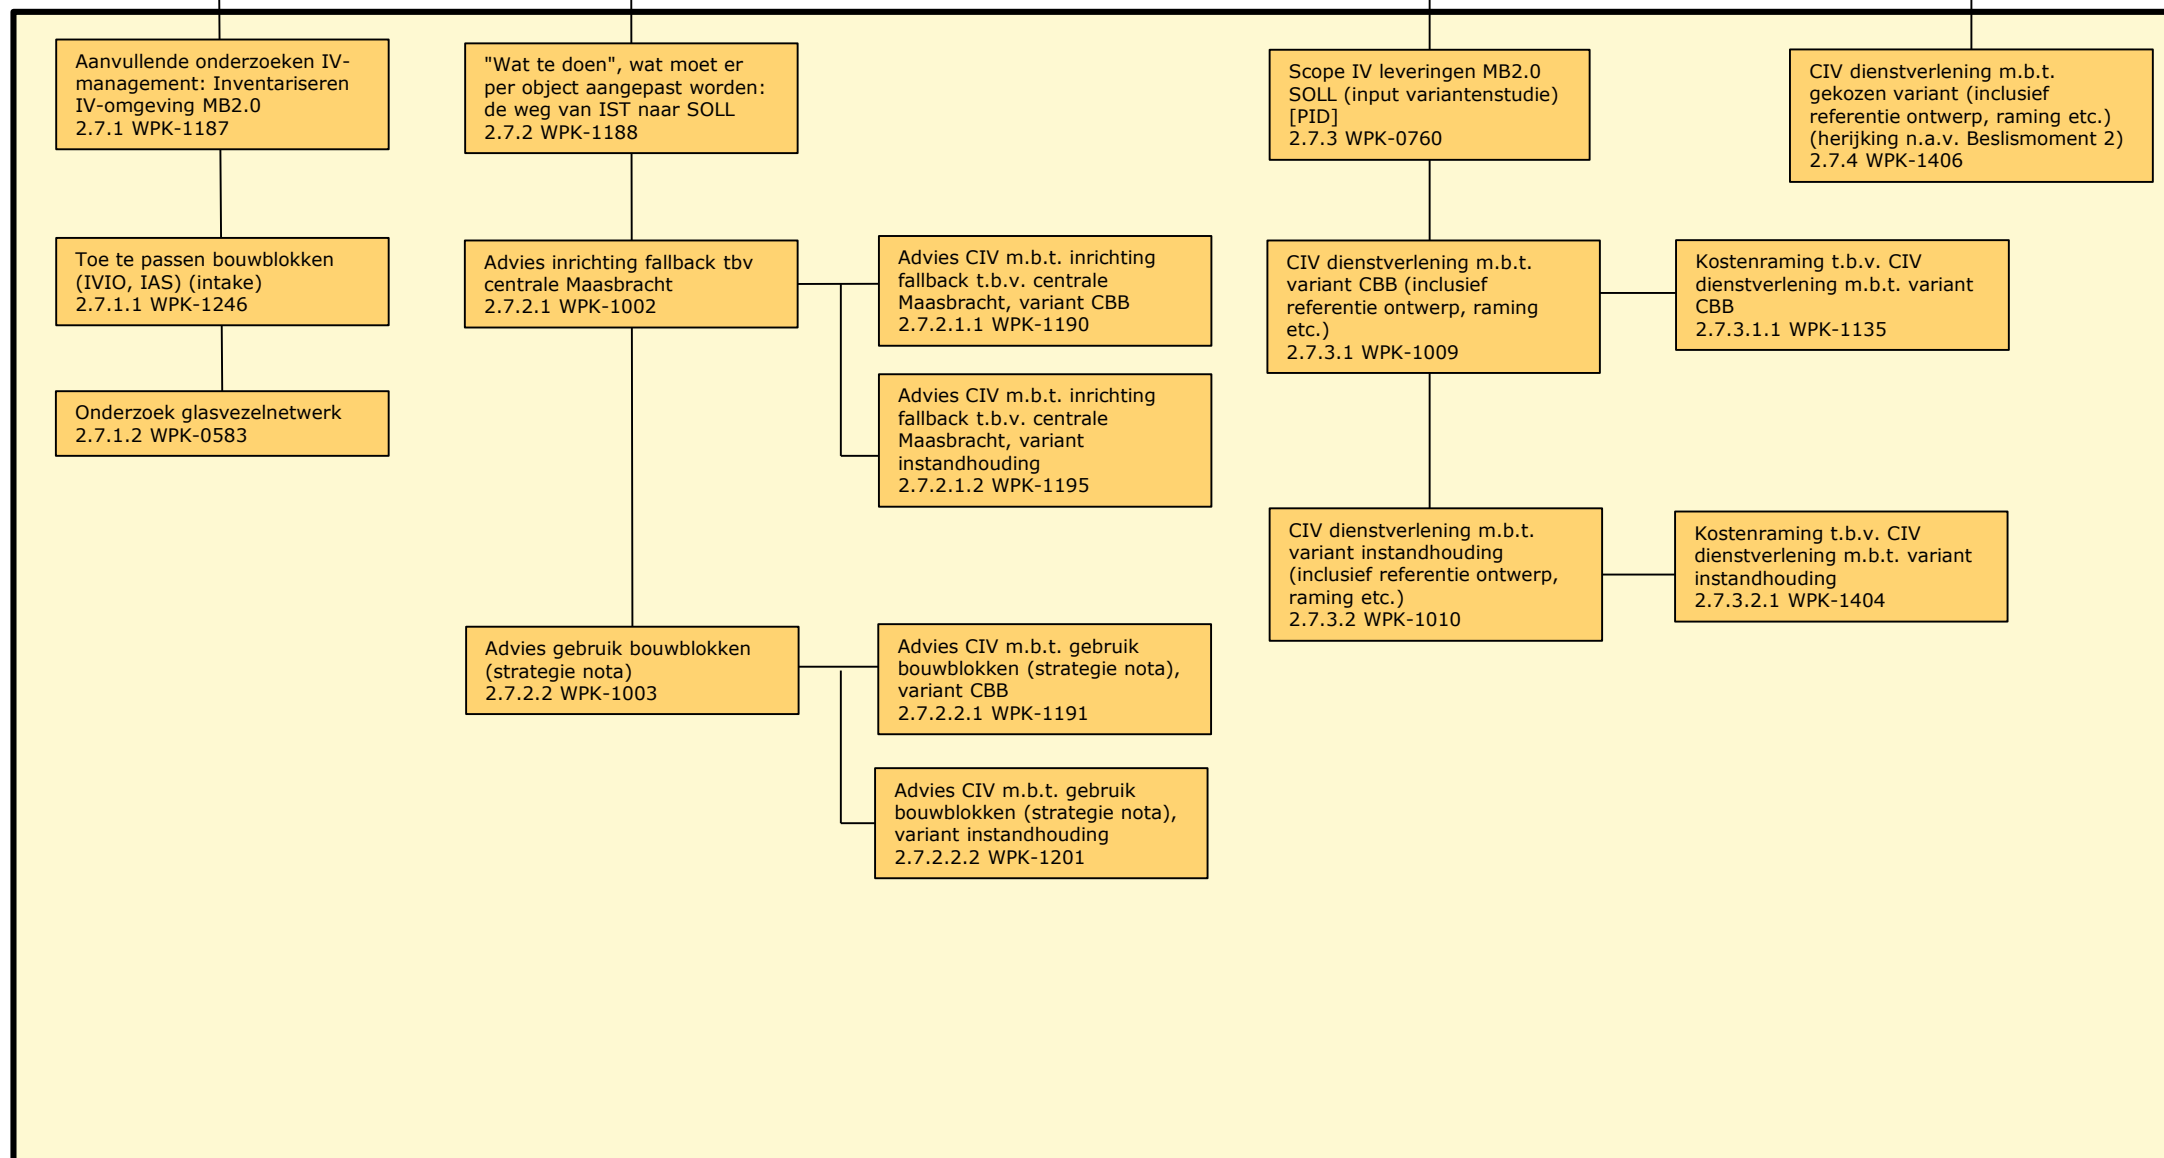 Aanvullende onderzoeken IV-
management: Inventariseren
IV-omgeving MB2.0
2.7.1 WPK-1187
Toe te passen bouwblokken
(IVIO, IAS) (intake)
2.7.1.1 WPK-1246
Onderzoek glasvezelnetwerk
2.7.1.2 WPK-0583
"Wat te doen", wat moet er
per object aangepast worden:
de weg van IST naar SOLL
2.7.2 WPK-1188
Advies inrichting fallback tbv
centrale Maasbracht
2.7.2.1 WPK-1002
Advies CIV m.b.t. inrichting
fallback t.b.v. centrale
Maasbracht, variant CBB
2.7.2.1.1 WPK-1190
Advies CIV m.b.t. inrichting
fallback t.b.v. centrale
Maasbracht, variant
instandhouding
2.7.2.1.2 WPK-1195
Advies gebruik bouwblokken
(strategie nota)
2.7.2.2 WPK-1003
Advies CIV m.b.t. gebruik
bouwblokken (strategie nota),
variant CBB
2.7.2.2.1 WPK-1191
Advies CIV m.b.t. gebruik
bouwblokken (strategie nota),
variant instandhouding
2.7.2.2.2 WPK-1201
Scope IV leveringen MB2.0
SOLL (input variantenstudie)
[PID]
2.7.3 WPK-0760
CIV dienstverlening m.b.t.
variant CBB (inclusief
referentie ontwerp, raming
etc.)
2.7.3.1 WPK-1009
Kostenraming t.b.v. CIV
dienstverlening m.b.t. variant
CBB
2.7.3.1.1 WPK-1135
CIV dienstverlening m.b.t.
variant instandhouding
(inclusief referentie ontwerp,
raming etc.)
2.7.3.2 WPK-1010
Kostenraming t.b.v. CIV
dienstverlening m.b.t. variant
instandhouding
2.7.3.2.1 WPK-1404
CIV dienstverlening m.b.t.
gekozen variant (inclusief
referentie ontwerp, raming etc.)
(herijking n.a.v. Beslismoment 2)
2.7.4 WPK-1406